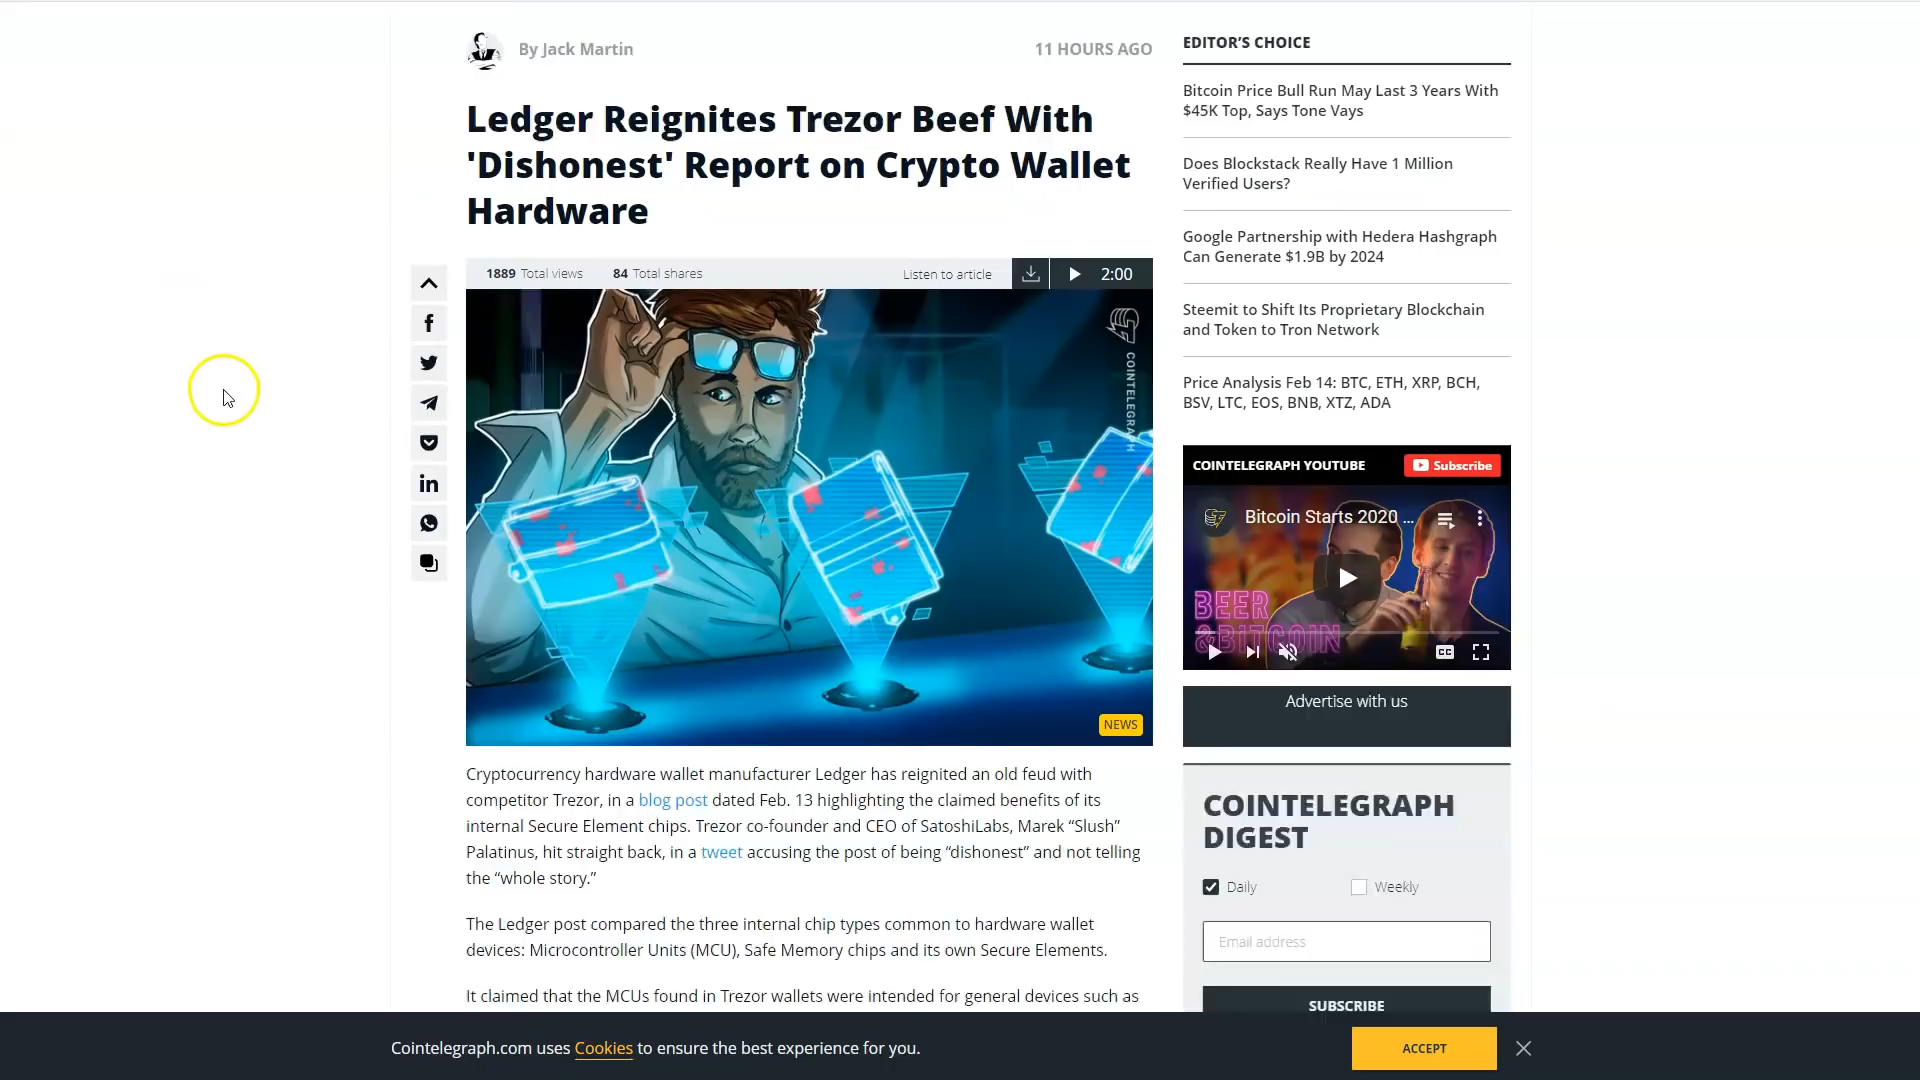 By Jack Martin
11 HOURS AGO
Ledger Reignites Trezor Beef With
'Dishonest' Report on Crypto Wallet
Hardware
1889 Total views
84 Total shares
Listen to article
2:00
COINTELEGRAPH
NEWS
Cryptocurrency hardware wallet manufacturer Ledger has reignited an old feud with
competitor Trezor, in a blog post dated Feb. 13 highlighting the claimed benefits of its
internal Secure Element chips. Trezor co-founder and CEO of SatoshiLabs, Marek “Slush”
Palatinus, hit straight back, in a tweet accusing the post of being “dishonest” and not telling
the “whole story.”
The Ledger post compared the three internal chip types common to hardware wallet
devices: Microcontroller Units (MCU), Safe Memory chips and its own Secure Elements.
It claimed that the MCUs found in Trezor wallets were intended for general devices such as
EDITOR’S CHOICE
Bitcoin Price Bull Run May Last 3 Years With
$45K Top, Says Tone Vays
Does Blockstack Really Have 1 Million
Verified Users?
Google Partnership with Hedera Hashgraph
Can Generate $1.9B by 2024
Steemit to Shift Its Proprietary Blockchain
and Token to Tron Network
Price Analysis Feb 14: BTC, ETH, XRP, BCH,
BSV, LTC, EOS, BNB, XTZ, ADA
COINTELEGRAPH YOUTUBE
Subscribe
Bitcoin Starts 2020 ...
BEER
&BITCOIN
CC
Advertise with us
COINTELEGRAPH
DIGEST
Daily
Weekly
Email address
SUBSCRIBE
Cointelegraph.com uses Cookies to ensure the best experience for you.
ACCEPT